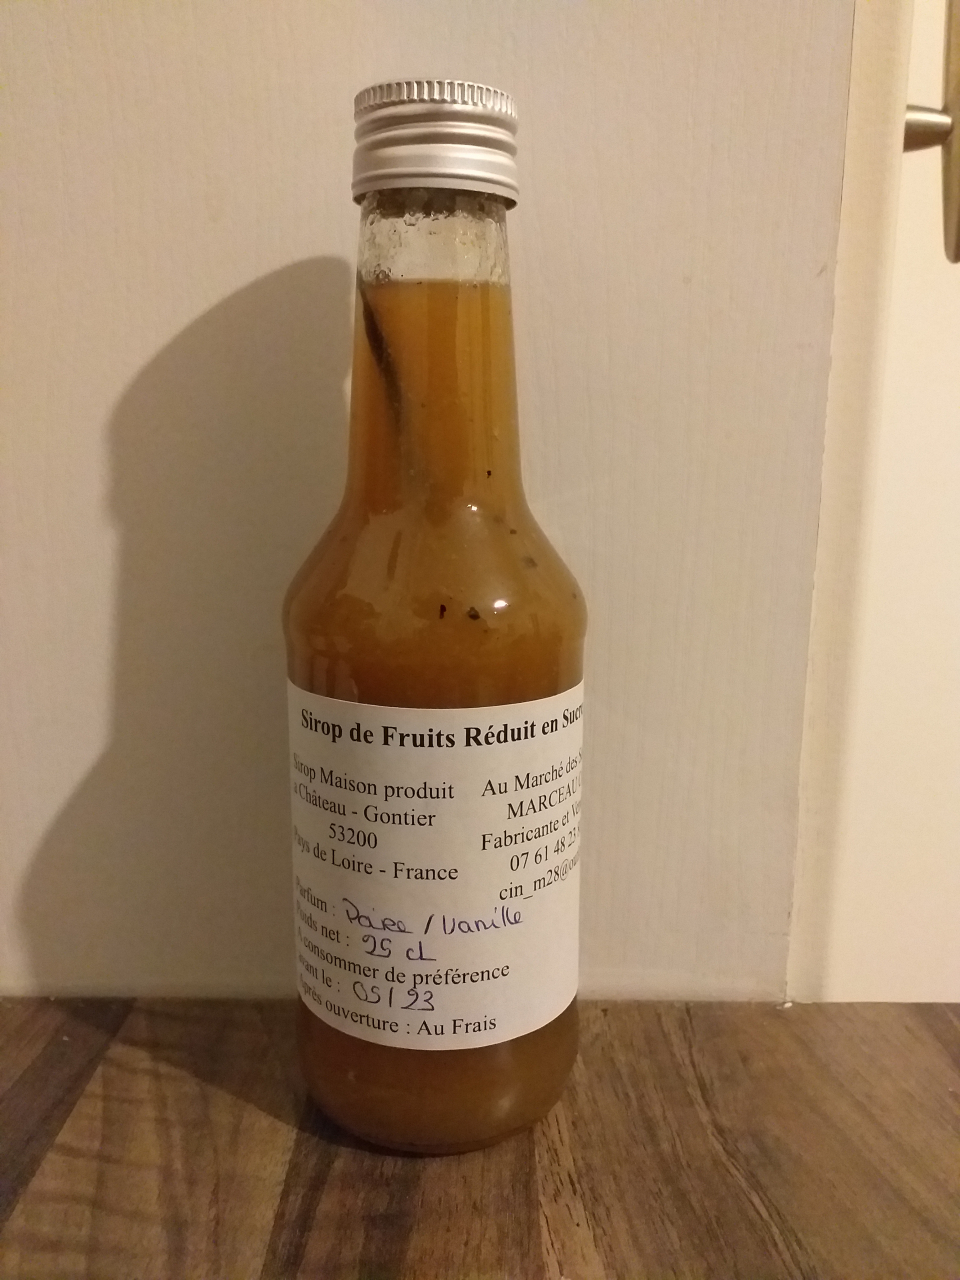 Sirop de Fruits Réduit en Sucre
Sirop Maison produit
à Château - Gontier
53200
Pays de Loire - France
Au Marché des
MARCEAU
Fabricante et
07 61 48 23
cin_m28@ou
Parfum : Poire / Vanille
Poids net : 25 cL
A consommer de préférence
avant le : 05/23
Après ouverture : Au Frais